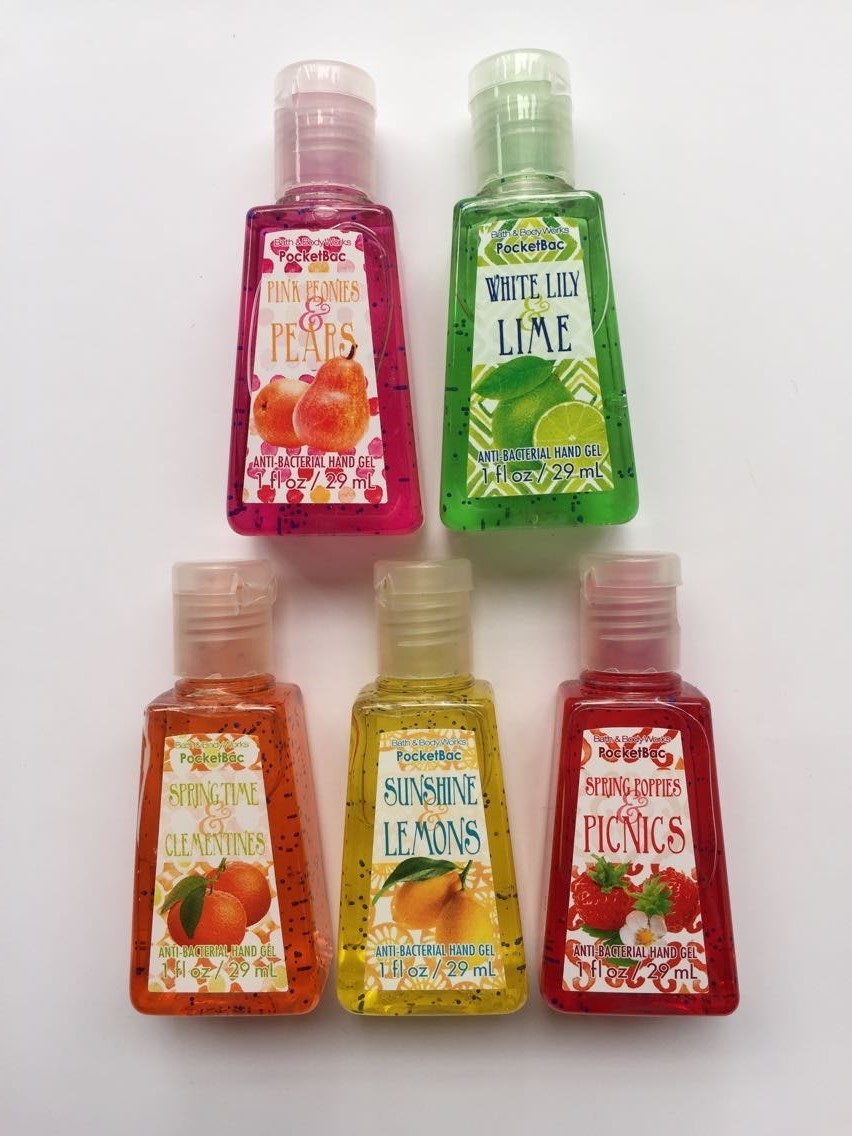 Bath & Body Works
PocketBac
PINK PEONIES
&
PEARS
ANTI-BACTERIAL HAND GEL
1 fl oz / 29 mL
Bath & Body Works
PocketBac
WHITE LILY
&
LIME
ANTI-BACTERIAL HAND GEL
1 fl oz / 29 mL
Bath & Body Works
PocketBac
SPRINGTIME
&
CLEMENTINES
ANTI-BACTERIAL HAND GEL
1 fl oz / 29 mL
Bath & Body Works
PocketBac
SUNSHINE
&
LEMONS
ANTI-BACTERIAL HAND GEL
1 fl oz / 29 mL
Bath & Body Works
PocketBac
SPRING POPPIES
&
PICNICS
ANTI-BACTERIAL HAND GEL
1 fl oz / 29 mL